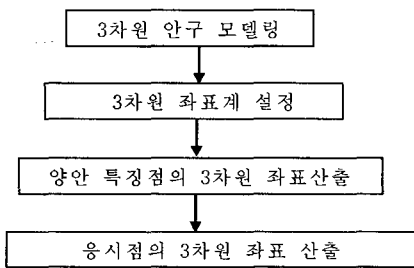 3차원 안구 모델링
3차원 좌표계 설정
양안 특징점의 3차원 좌표산출
응시점의 3차원 좌표 산출